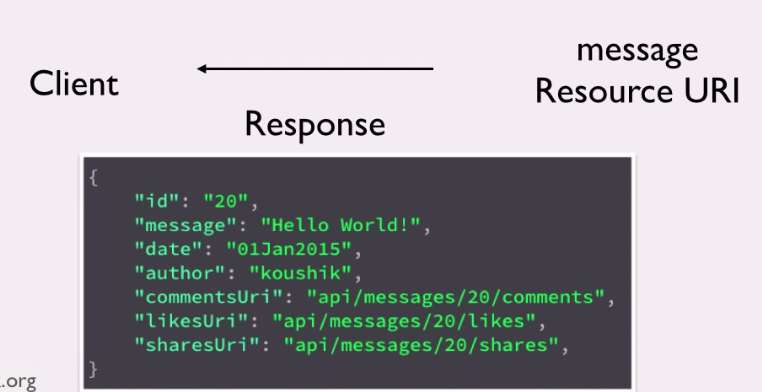 message
Client
Resource URI
Response
{
"id": "20",
"message": "Hello World!",
"date": "01Jan2015",
"author": "koushik",
"commentsUri": "api/messages/20/comments",
"likesUri": "api/messages/20/likes",
"sharesUri": "api/messages/20/shares",
}
.org